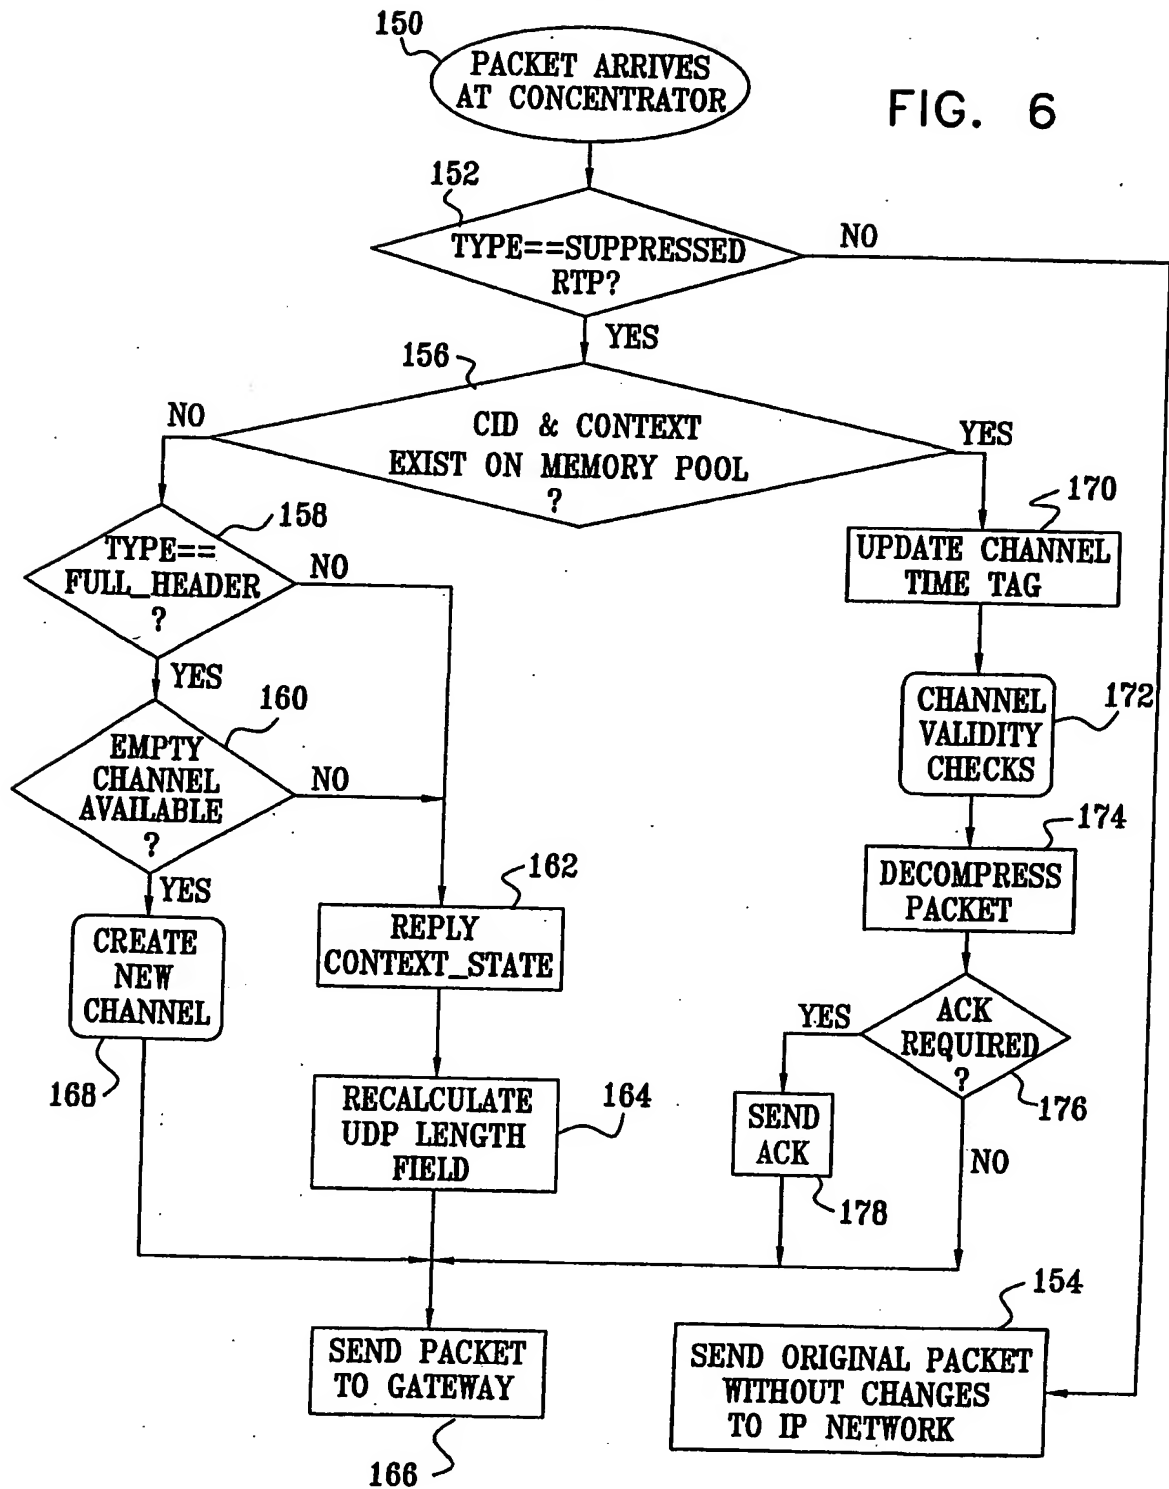 150
PACKET ARRIVES
AT CONCENTRATOR
FIG. 6
152
TYPE==SUPPRESSED
RTP?
NO
YES
156
CID & CONTEXT
EXIST ON MEMORY POOL
?
NO
YES
158
TYPE==
FULL_HEADER
?
NO
YES
160
EMPTY
CHANNEL
AVAILABLE
?
NO
YES
CREATE
NEW
CHANNEL
168
162
REPLY
CONTEXT_STATE
RECALCULATE
UDP LENGTH
FIELD
164
170
UPDATE CHANNEL
TIME TAG
CHANNEL
VALIDITY
CHECKS
172
174
DECOMPRESS
PACKET
ACK
REQUIRED
?
176
YES
NO
SEND
ACK
178
SEND PACKET
TO GATEWAY
166
154
SEND ORIGINAL PACKET
WITHOUT CHANGES
TO IP NETWORK